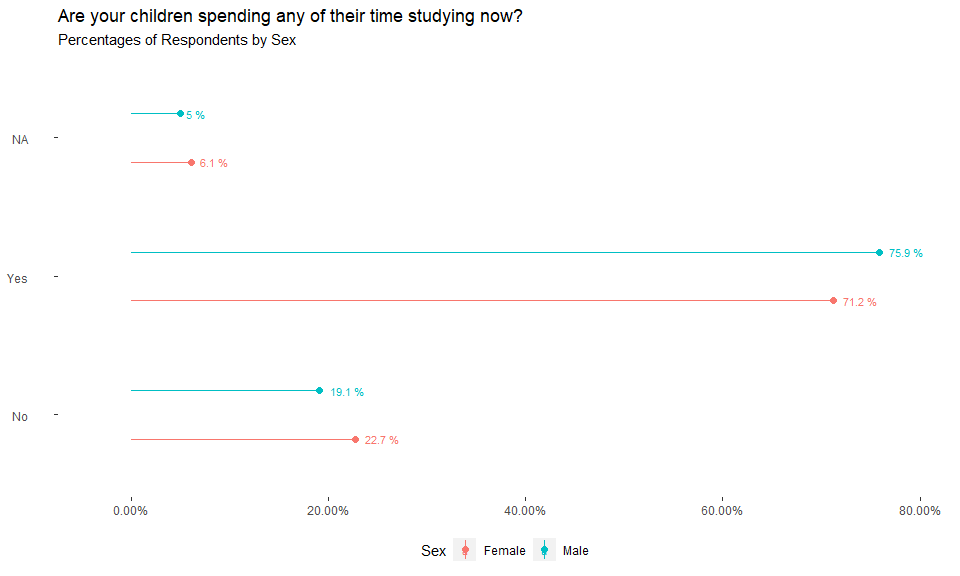 Are your children spending any of their time studying now?
Percentages of Respondents by Sex
5 %
NA
6.1 %
75.9 %
Yes
71.2 %
19.1 %
No
22.7 %
0.00% 20.00% 40.00% 60.00% 80.00%
Sex Female Male